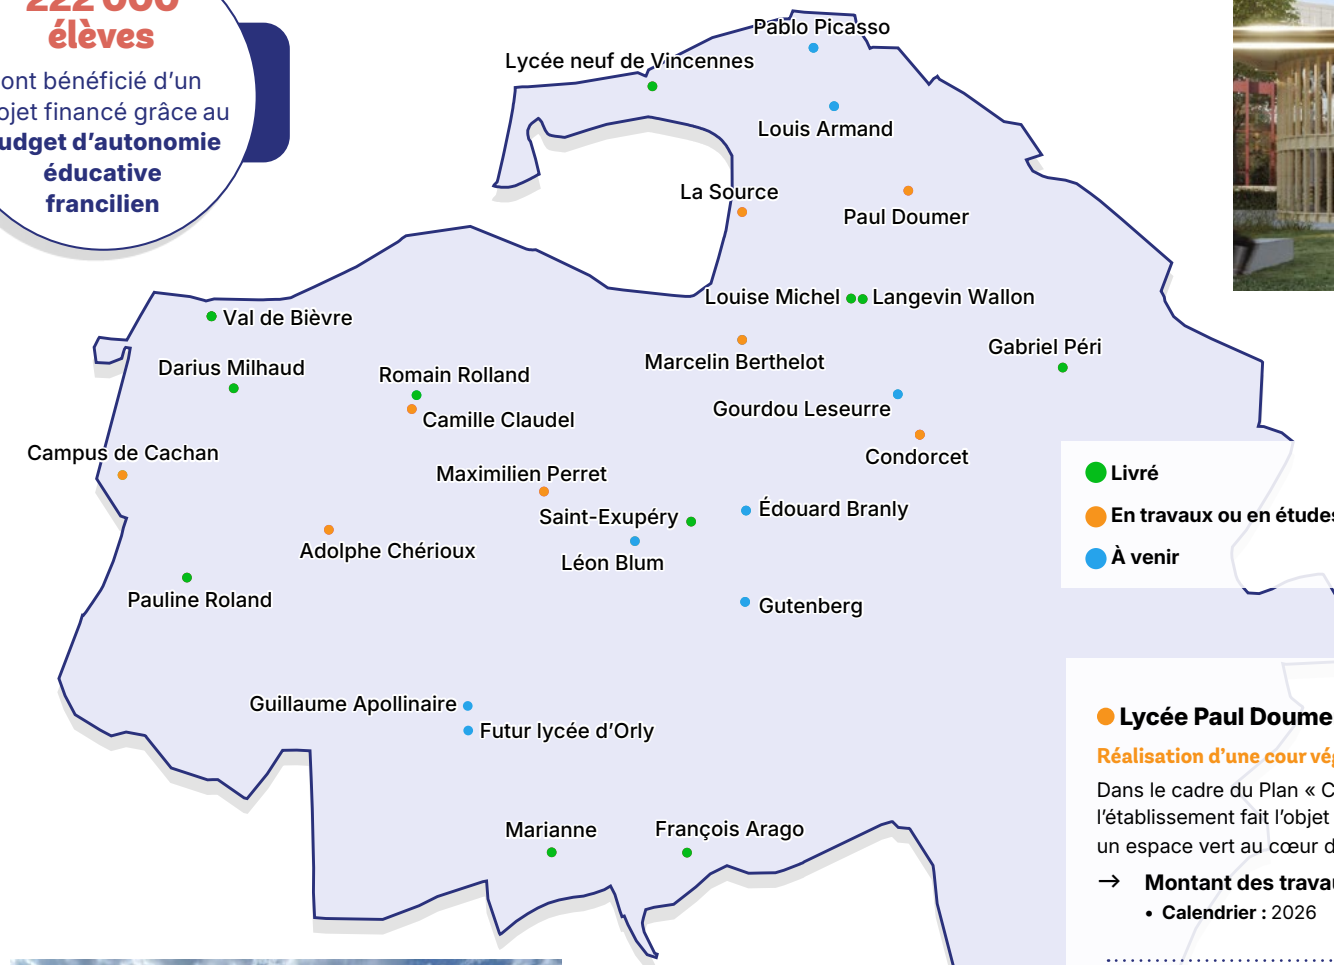 222 000
élèves
ont bénéficié d'un
ojet financé grâce au
udget d'autonomie
éducative
francilien
Pablo Picasso
Lycée neuf de Vincennes
Louis Armand
La Source
Paul Doumer
Louise Michel
Langevin Wallon
Val de Bièvre
Gabriel Péri
Marcelin Berthelot
Darius Milhaud
Romain Rolland
Gourdou Leseurre
Camille Claudel
Campus de Cachan
Condorcet
Maximilien Perret
Saint-Exupéry
Édouard Branly
Adolphe Chérioux
Léon Blum
Pauline Roland
Gutenberg
Guillaume Apollinaire
Futur lycée d'Orly
Marianne
François Arago
Livré
En travaux ou en études
À venir
Lycée Paul Doume
Réalisation d'une cour vég
Dans le cadre du Plan « C
l'établissement fait l'objet
un espace vert au cœur d
→ Montant des travau
• Calendrier : 2026